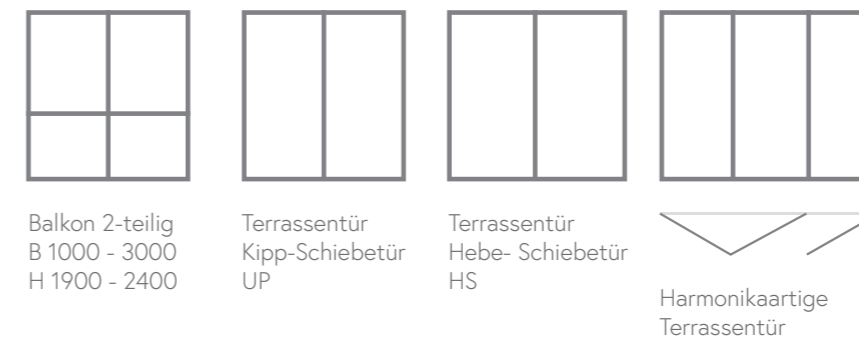 Balkon 2-teilig
B 1000 - 3000
H 1900 - 2400
Terrassentür
Kipp-Schiebetür
UP
Terrassentür
Hebe- Schiebetür
HS
Harmonikaartige
Terrassentür